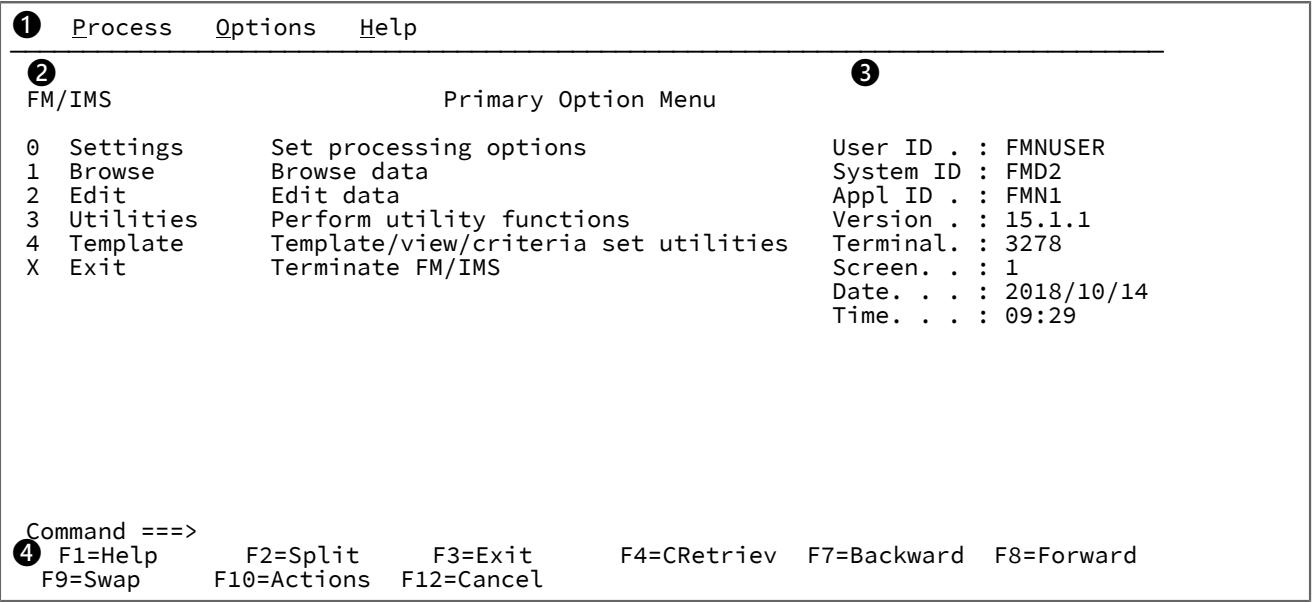 ❶ Process Options Help
❷ ❸
FM/IMS Primary Option Menu
0 Settings Set processing options User ID . : FMNUSER
1 Browse Browse data System ID : FMD2
2 Edit Edit data Appl ID . : FMN1
3 Utilities Perform utility functions Version . : 15.1.1
4 Template Template/view/criteria set utilities Terminal. : 3278
X Exit Terminate FM/IMS Screen. . : 1
Date. . . : 2018/10/14
Time. . . : 09:29
Command ===>
❹ F1=Help F2=Split F3=Exit F4=CRetriev F7=Backward F8=Forward
F9=Swap F10=Actions F12=Cancel